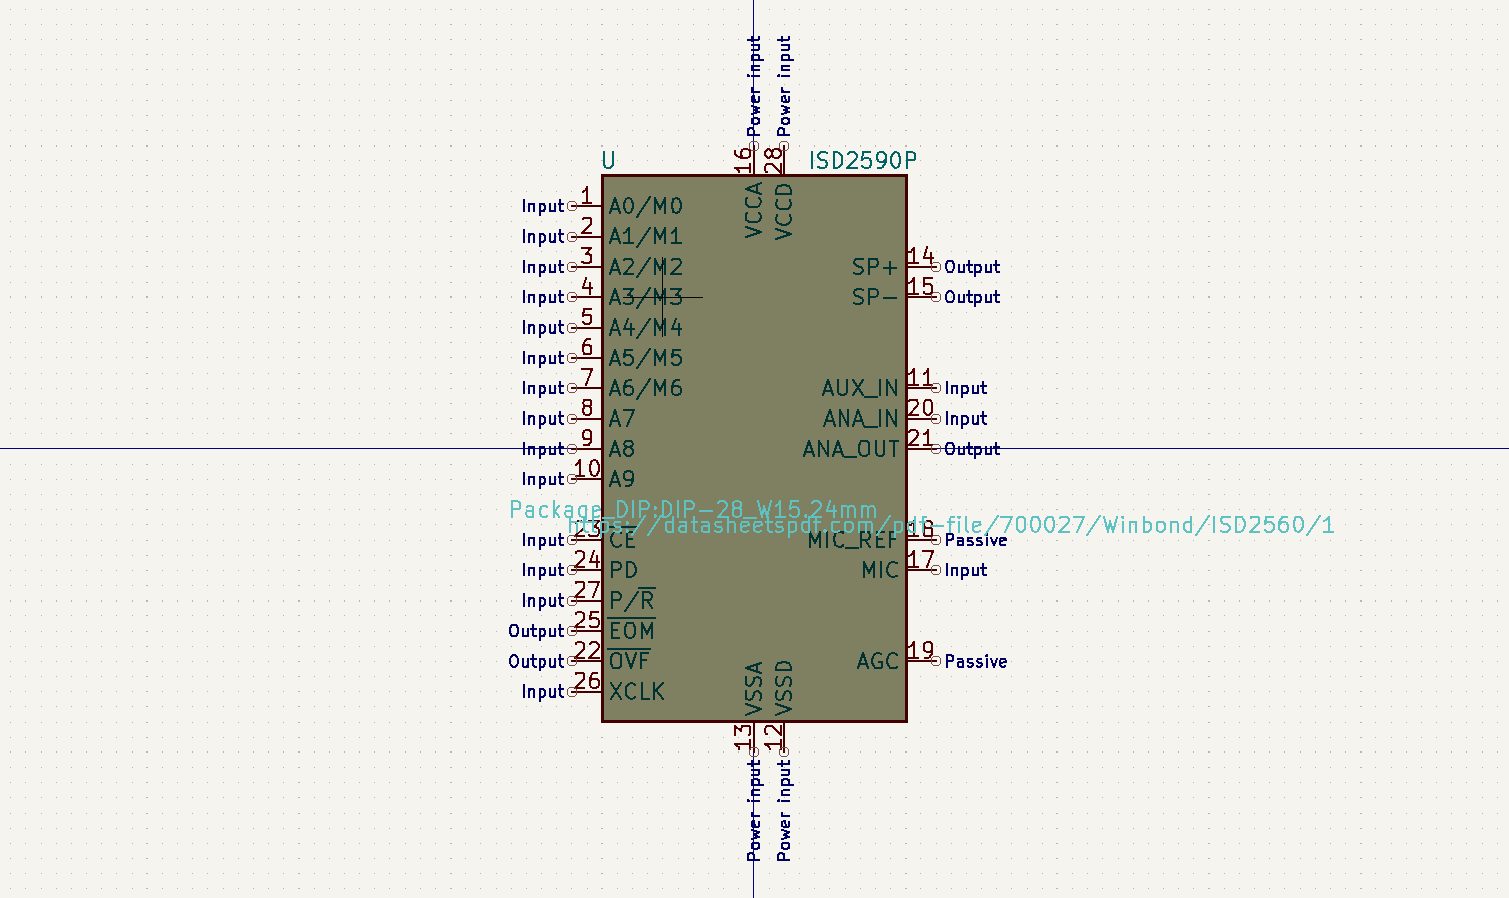 Power input
Power input
16
28
U
ISD2590P
VCCA
VCCD
Input 1 A0/M0
Input 2 A1/M1
Input 3 A2/M2
SP+ 14 Output
Input 4 A3/M3
SP- 15 Output
Input 5 A4/M4
Input 6 A5/M5
Input 7 A6/M6
AUX_IN 11 Input
Input 8 A7
ANA_IN 20 Input
Input 9 A8
ANA_OUT 21 Output
Input 10 A9
Package_DIP:DIP-28_W15.24mm
https://datasheetspdf.com/pdf-file/700027/Winbond/ISD2560/1
Input 23 CE
MIC_REF 18 Passive
Input 24 PD
MIC 17 Input
Input 27 P/R
Output 25 EOM
Output 22 OVF
AGC 19 Passive
Input 26 XCLK
VSSA
VSSD
13
12
Power input
Power input